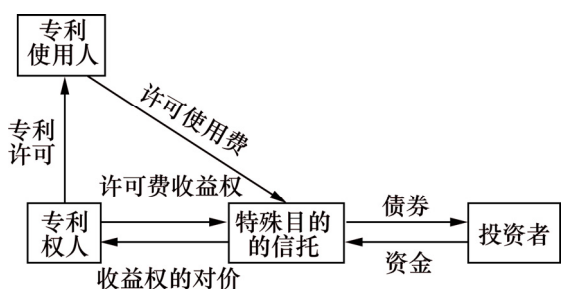 专利
使用人
许可使用费
专利
许可
许可费收益权
债券
专利
权人
特殊目的
的信托
投资者
收益权的对价
资金